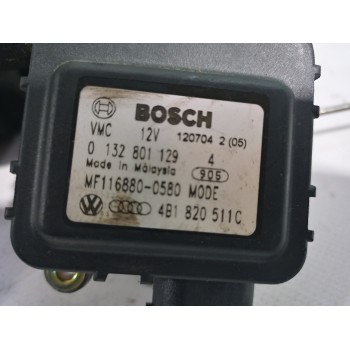 BOSCH
VMC 12V 120704 2 (05)
0 132 801 129 4
Made in Malaysia 905
MF116880-0580 MODE
4B1 820 511C